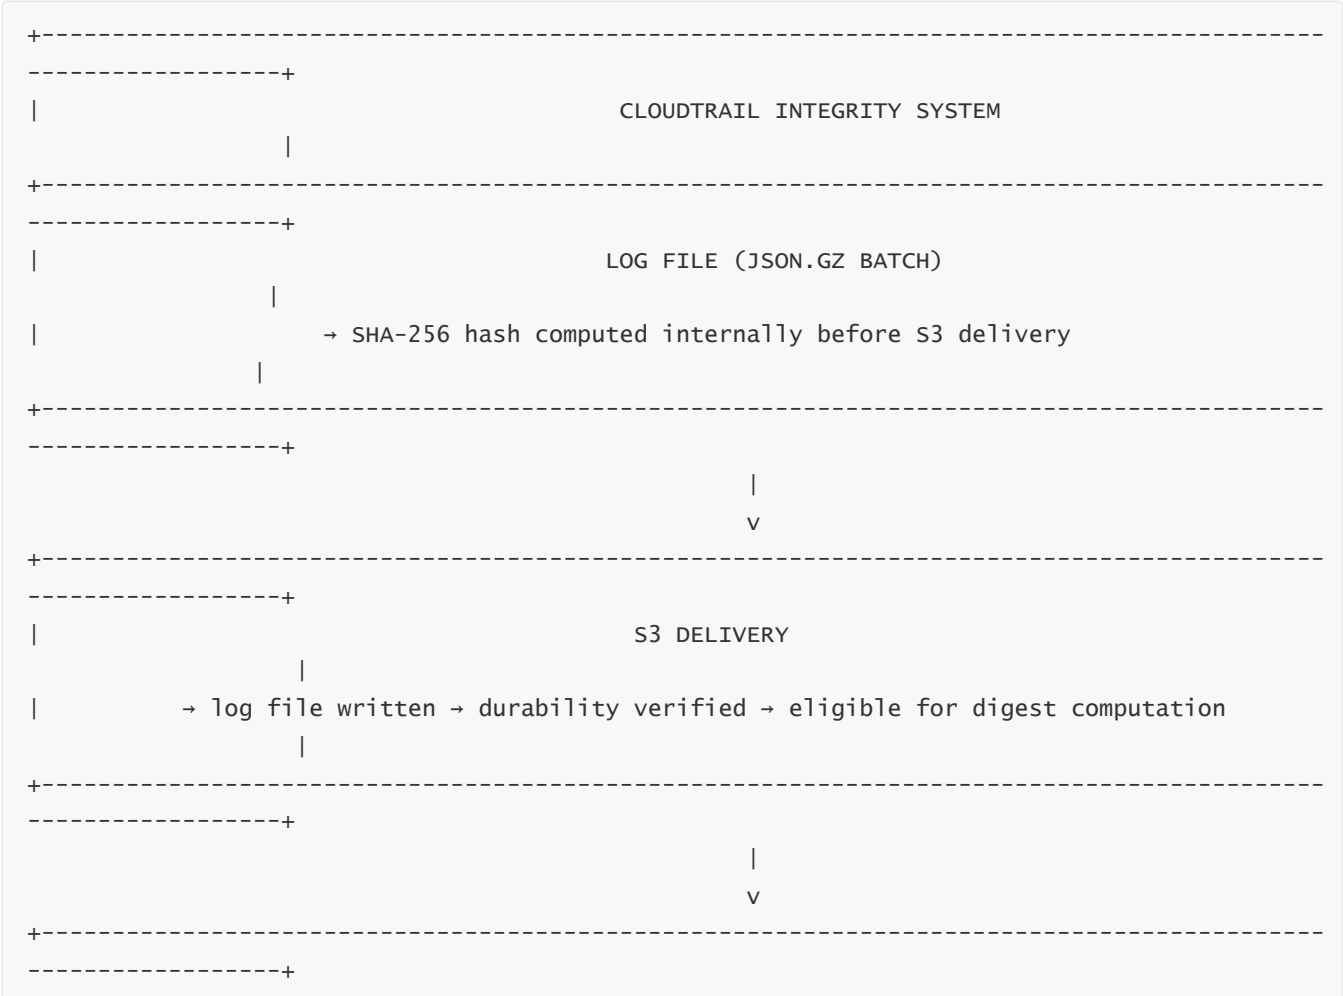 +-------------------------------------------------------------------------------------------
------------------+
|                                         CLOUDTRAIL INTEGRITY SYSTEM
                  |
+-------------------------------------------------------------------------------------------
------------------+
|                                        LOG FILE (JSON.GZ BATCH)
                 |
|                    → SHA-256 hash computed internally before S3 delivery
                |
+-------------------------------------------------------------------------------------------
------------------+
                                                   |
                                                   v
+-------------------------------------------------------------------------------------------
------------------+
|                                          S3 DELIVERY
                   |
|          → log file written → durability verified → eligible for digest computation
                   |
+-------------------------------------------------------------------------------------------
------------------+
                                                   |
                                                   v
+-------------------------------------------------------------------------------------------
------------------+